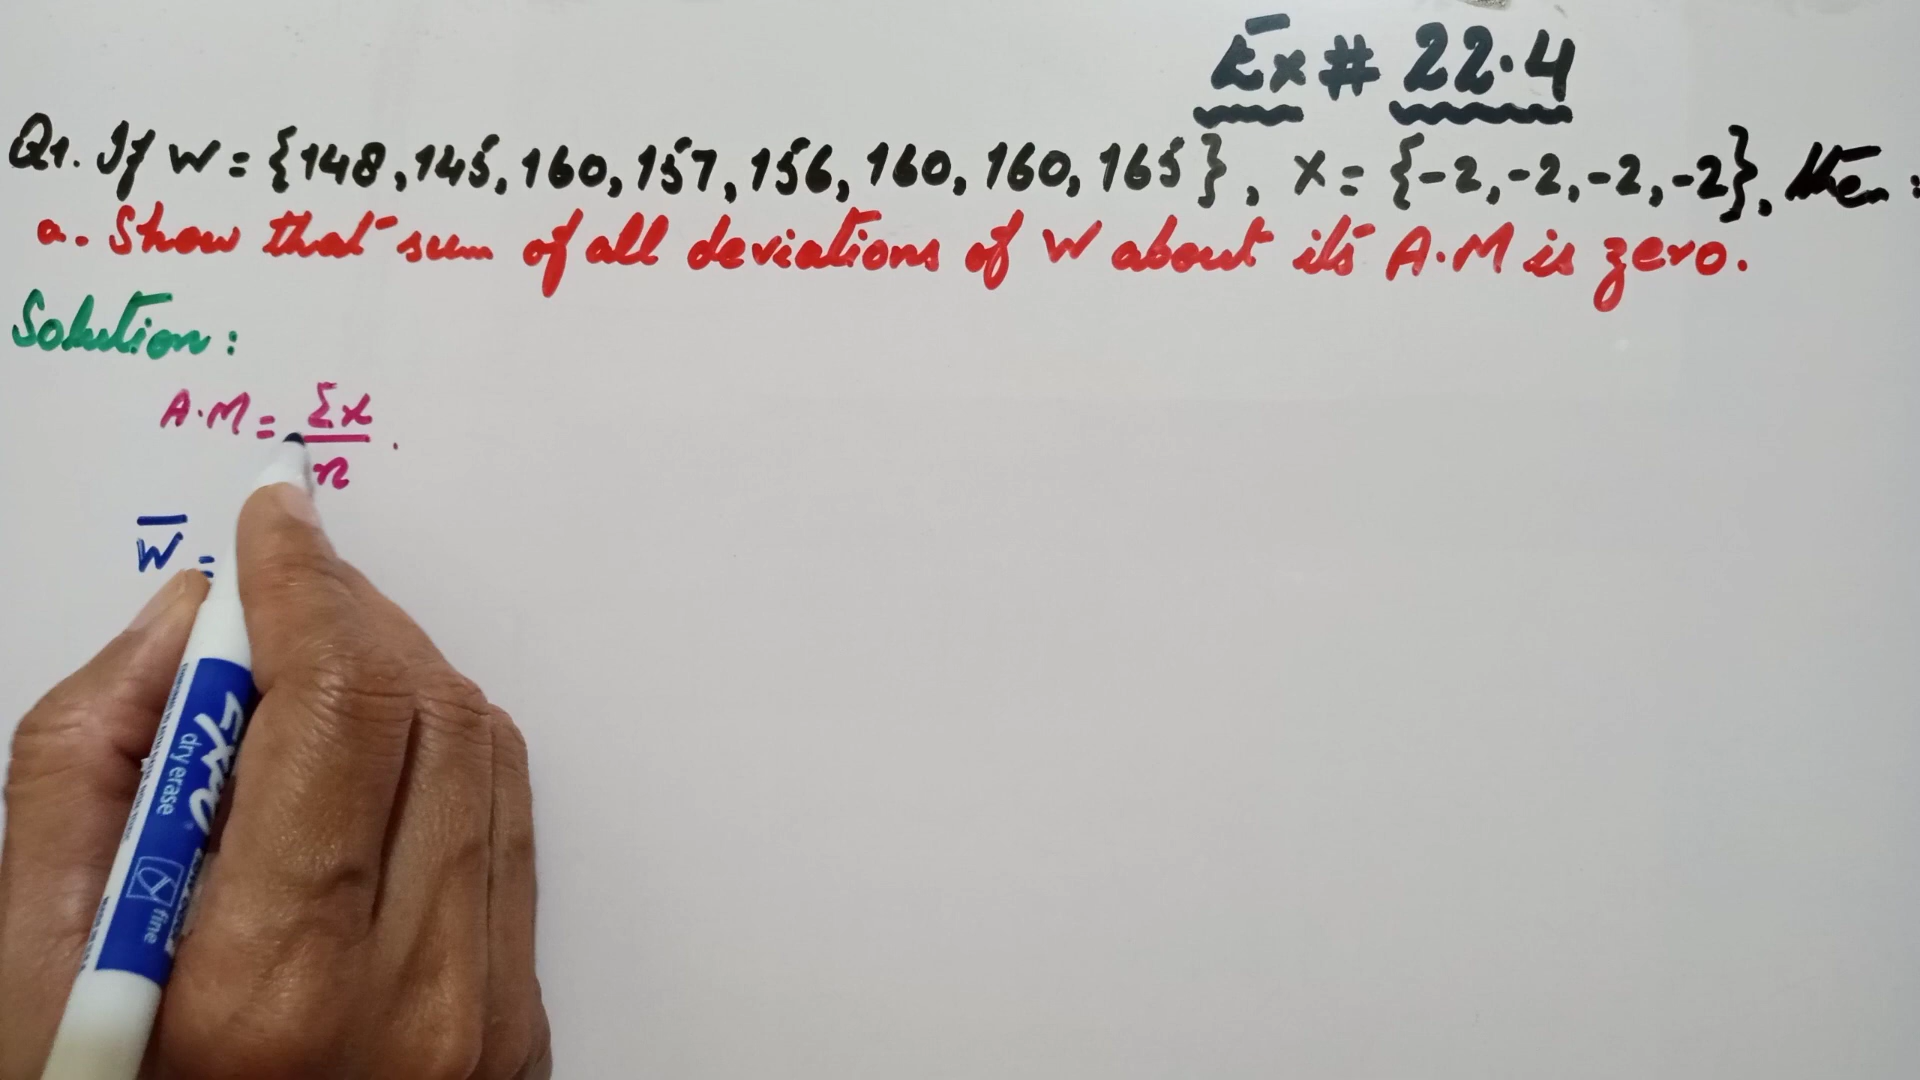 Ex # 22.4
Q1. If W = {148, 145, 160, 157, 156, 160, 160, 165}, X = {-2, -2, -2, -2}, then:
a. Show that sum of all deviations of W about its A.M is zero.
Solution:
A.M = Σx
n
W̅ =
EXPO
dry erase
fine